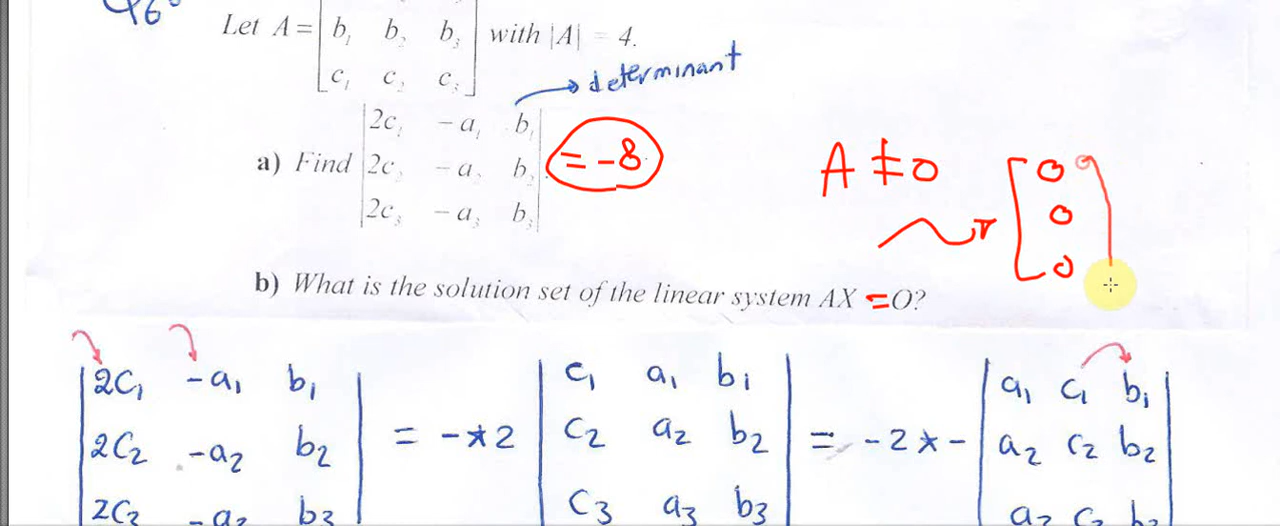 Let A = [ b₁ b₂ b₃ ] with |A| = 4.
c₁ c₂ c₃
→ determinant
|2c₁ −a₁ b₁|
a) Find |2c₂ −a₂ b₂| = -8
|2c₃ −a₃ b₃|
A ≠ 0
[0
0
0]
b) What is the solution set of the linear system AX = O?
|2C₁ -a₁ b₁| |C₁ a₁ b₁| |a₁ C₁ b₁|
|2C₂ -a₂ b₂| = -*2 |C₂ a₂ b₂| = -2*- |a₂ C₂ b₂|
|C₃ a₃ b₃|